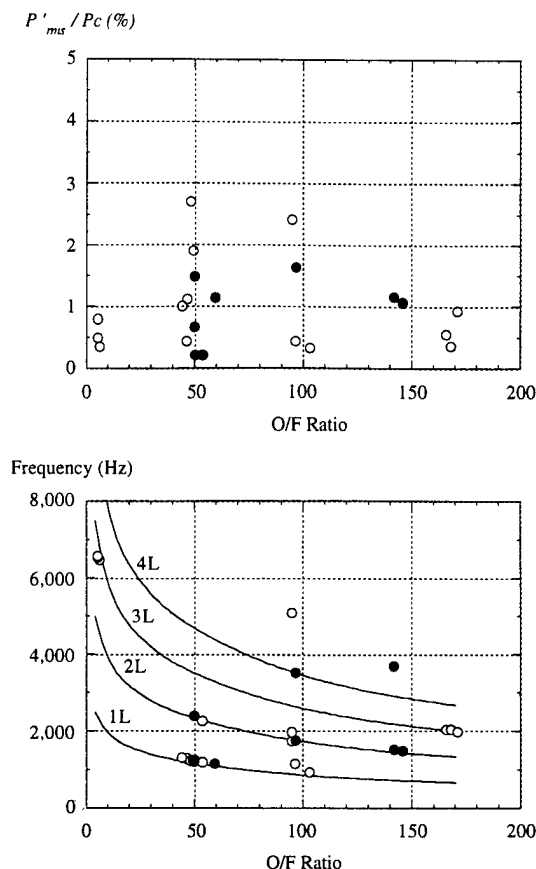 P'rms / Pc (%)
5
4
3
2
1
0
0 50 100 150 200
O/F Ratio
Frequency (Hz)
8,000
6,000
4,000
2,000
0
4L
3L
2L
1L
0 50 100 150 200
O/F Ratio